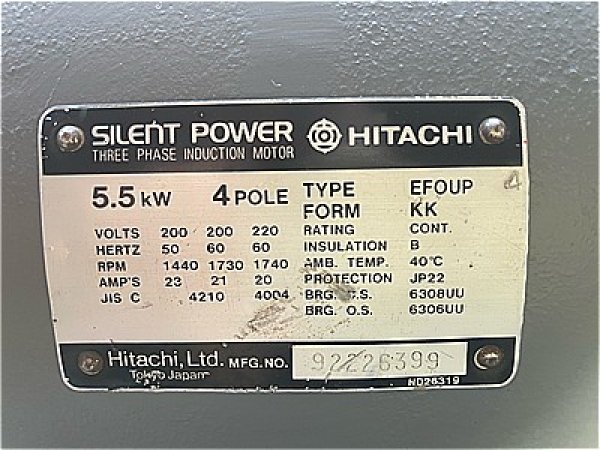 SILENT POWER HITACHI
THREE PHASE INDUCTION MOTOR
5.5 kW 4 POLE TYPE EFOUP 4
FORM KK
VOLTS 200 200 220 RATING CONT.
HERTZ 50 60 60 INSULATION B
RPM 1440 1730 1740 AMB. TEMP. 40°C
AMP'S 23 21 20 PROTECTION JP22
JIS C 4210 4004 BRG. C.S. 6308UU
BRG. O.S. 6306UU
Hitachi, Ltd. MFG. NO. 92226399
Tokyo Japan
ND26319